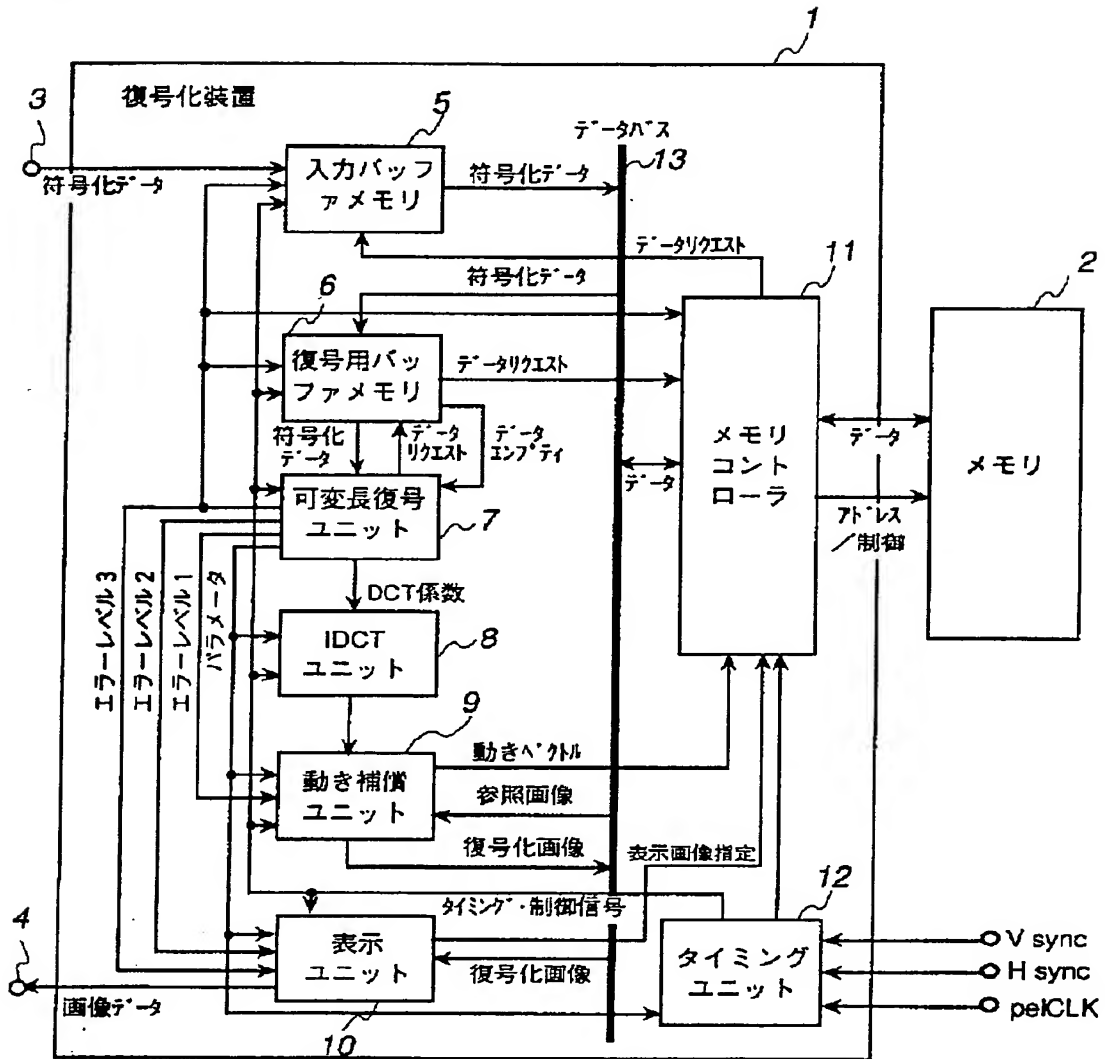 1
復号化装置
3
符号化データ
5
入力バッフ
ァメモリ
符号化データ
データバス
13
データリクエスト
11
2
符号化データ
6
復号用バッ
ファメモリ
データリクエスト
符号化
データ
データ
リクエスト
データ
エンプティ
メモリ
コント
ローラ
データ
データ
メモリ
アドレス
/制御
可変長復号
ユニット
7
エラーレベル3
エラーレベル2
エラーレベル1
パラメータ
DCT係数
IDCT
ユニット
8
9
動き補償
ユニット
動きベクトル
参照画像
復号化画像
表示画像指定
12
タイミング・制御信号
表示
ユニット
復号化画像
タイミング
ユニット
V sync
H sync
pelCLK
4
画像データ
10